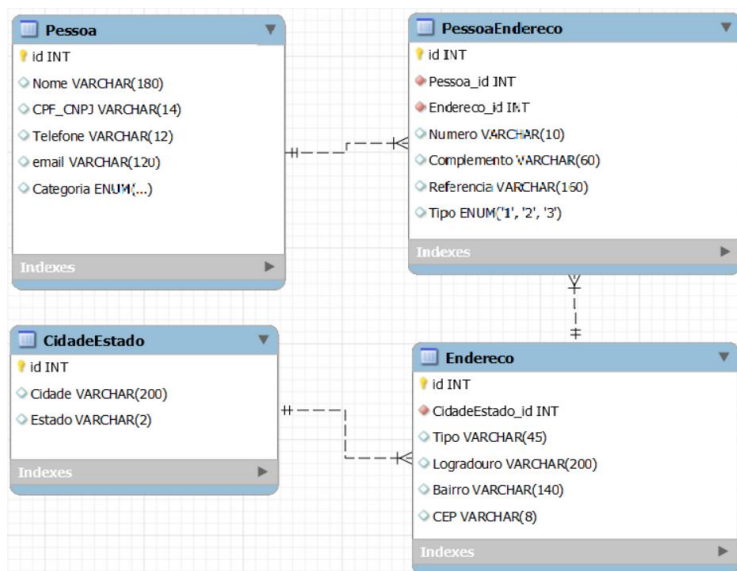 Pessoa
id INT
Nome VARCHAR(180)
CPF_CNPJ VARCHAR(14)
Telefone VARCHAR(12)
email VARCHAR(120)
Categoria ENUM(...)
Indexes
PessoaEndereco
id INT
Pessoa_id INT
Endereco_id INT
Numero VARCHAR(10)
Complemento VARCHAR(60)
Referencia VARCHAR(160)
Tipo ENUM('1', '2', '3')
Indexes
CidadeEstado
id INT
Cidade VARCHAR(200)
Estado VARCHAR(2)
Indexes
Endereco
id INT
CidadeEstado_id INT
Tipo VARCHAR(45)
Logradouro VARCHAR(200)
Bairro VARCHAR(140)
CEP VARCHAR(8)
Indexes